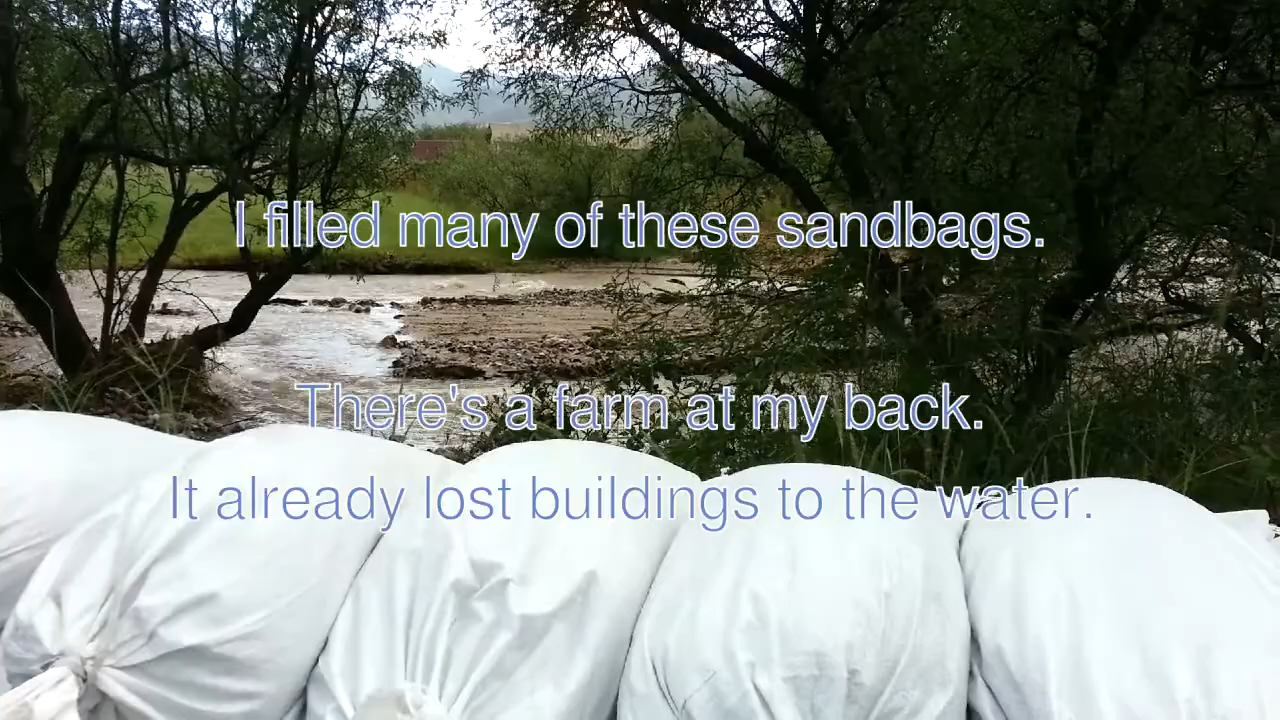 I filled many of these sandbags.
There's a farm at my back.
It already lost buildings to the water.